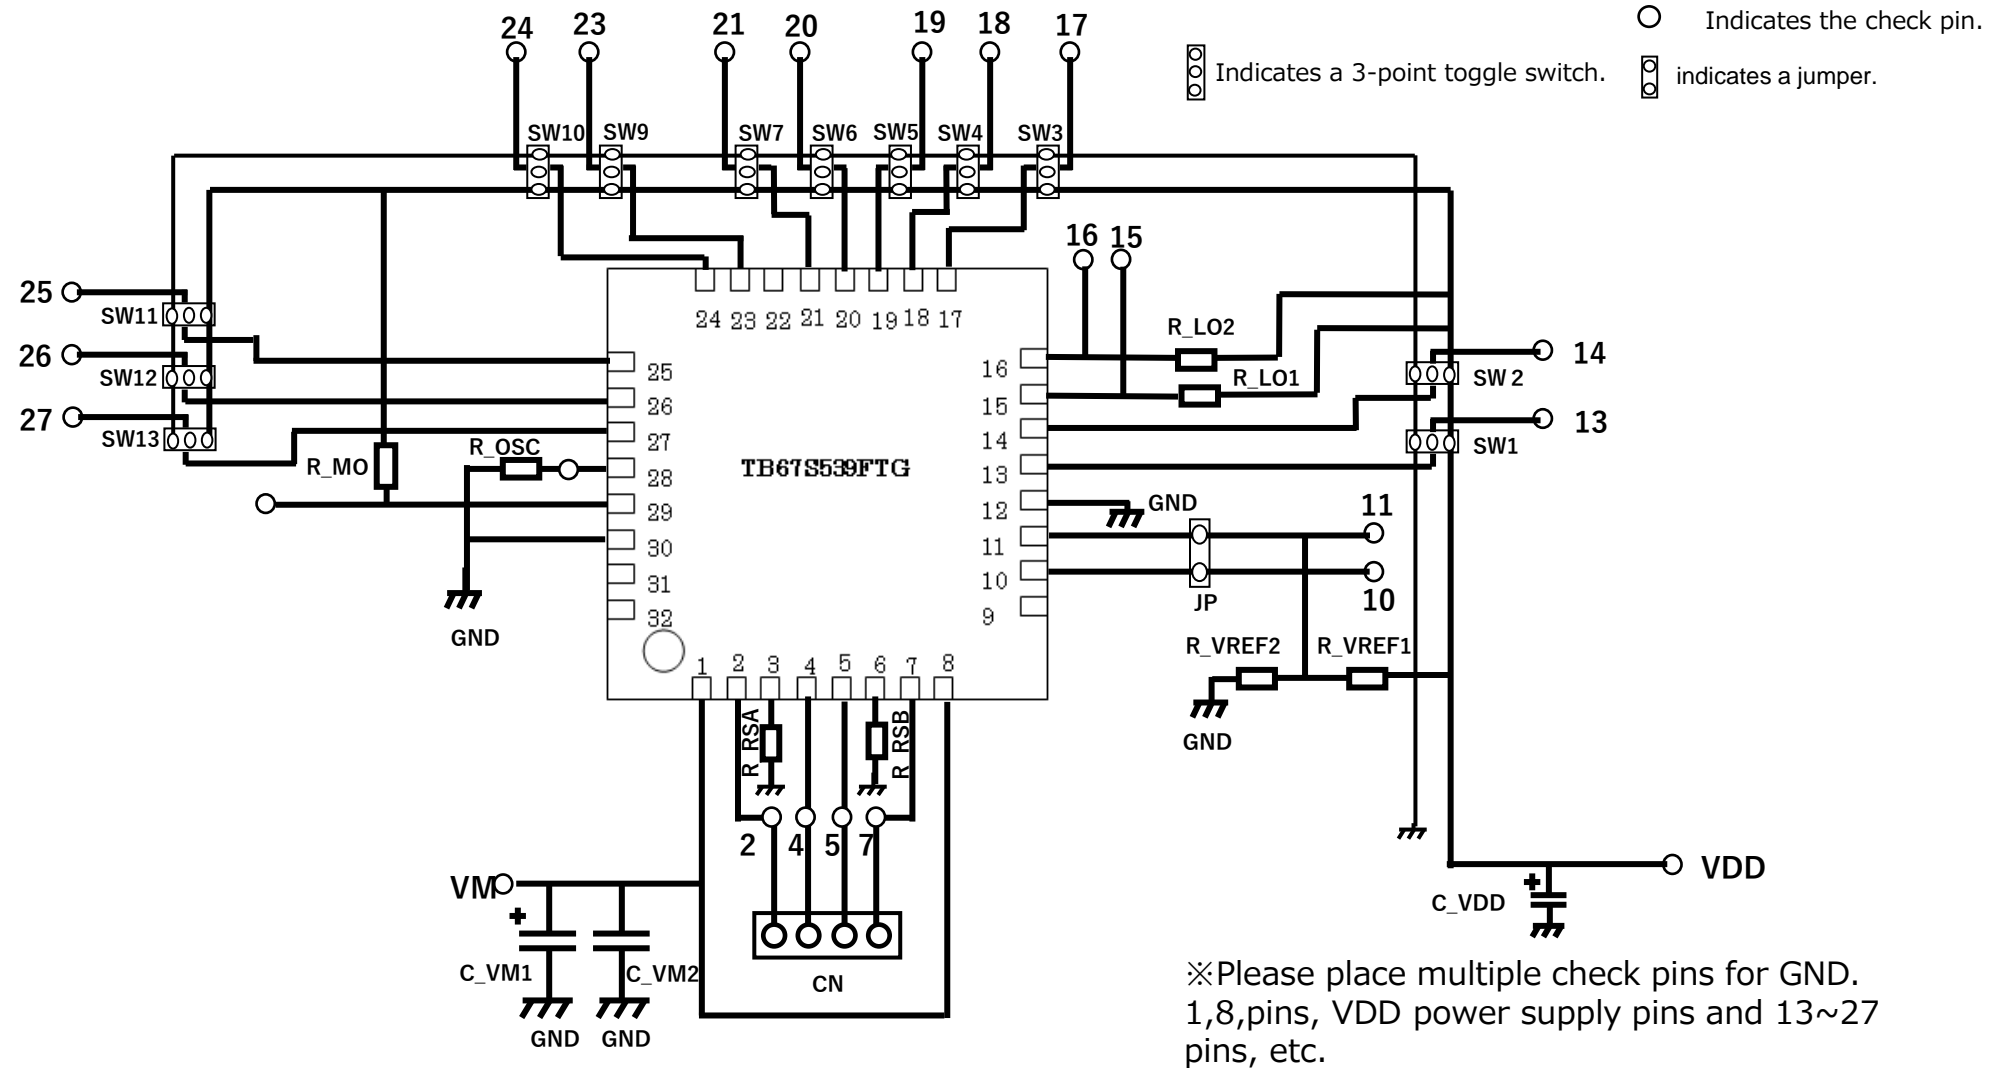 24 23 21 20 19 18 17
Indicates the check pin.
Indicates a 3-point toggle switch.
indicates a jumper.
SW10 SW9 SW7 SW6 SW5 SW4 SW3
16 15
25
SW11
26
SW12
27
SW13
R_MO
R_OSC
GND
24 23 22 21 20 19 18 17
25
26
27
28
29
30
31
32
TB67S539FTG
16
15
14
13
12
11
10
9
1 2 3 4 5 6 7 8
R_LO2
R_LO1
14
SW 2
13
SW1
GND
11
10
JP
R_VREF2 R_VREF1
GND
R_RSA
R_RSB
2 4 5 7
VM
+
C_VM1
C_VM2
GND GND
CN
VDD
+
C_VDD
※Please place multiple check pins for GND.
1,8,pins, VDD power supply pins and 13~27
pins, etc.